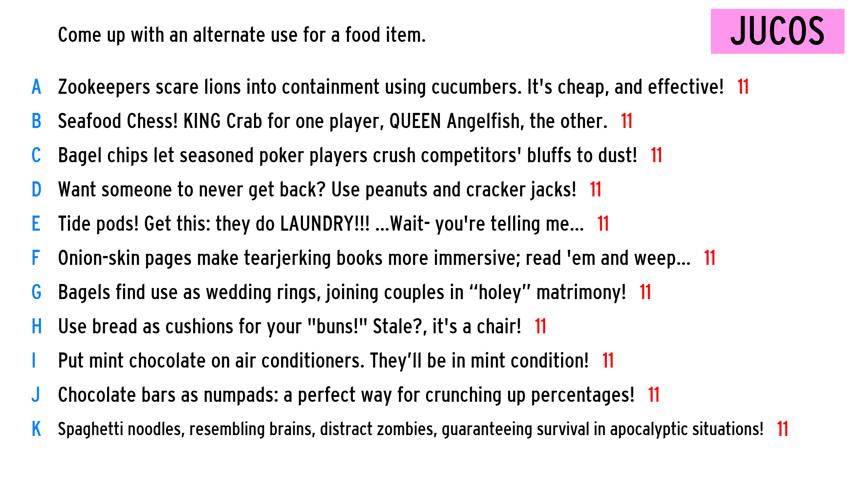 Come up with an alternate use for a food item.
JUCOS
A Zookeepers scare lions into containment using cucumbers. It's cheap, and effective! 11
B Seafood Chess! KING Crab for one player, QUEEN Angelfish, the other. 11
C Bagel chips let seasoned poker players crush competitors' bluffs to dust! 11
D Want someone to never get back? Use peanuts and cracker jacks! 11
E Tide pods! Get this: they do LAUNDRY!!! ...Wait- you're telling me... 11
F Onion-skin pages make tearjerking books more immersive; read 'em and weep... 11
G Bagels find use as wedding rings, joining couples in “holey” matrimony! 11
H Use bread as cushions for your "buns!" Stale?, it's a chair! 11
I Put mint chocolate on air conditioners. They’ll be in mint condition! 11
J Chocolate bars as numpads: a perfect way for crunching up percentages! 11
K Spaghetti noodles, resembling brains, distract zombies, guaranteeing survival in apocalyptic situations! 11